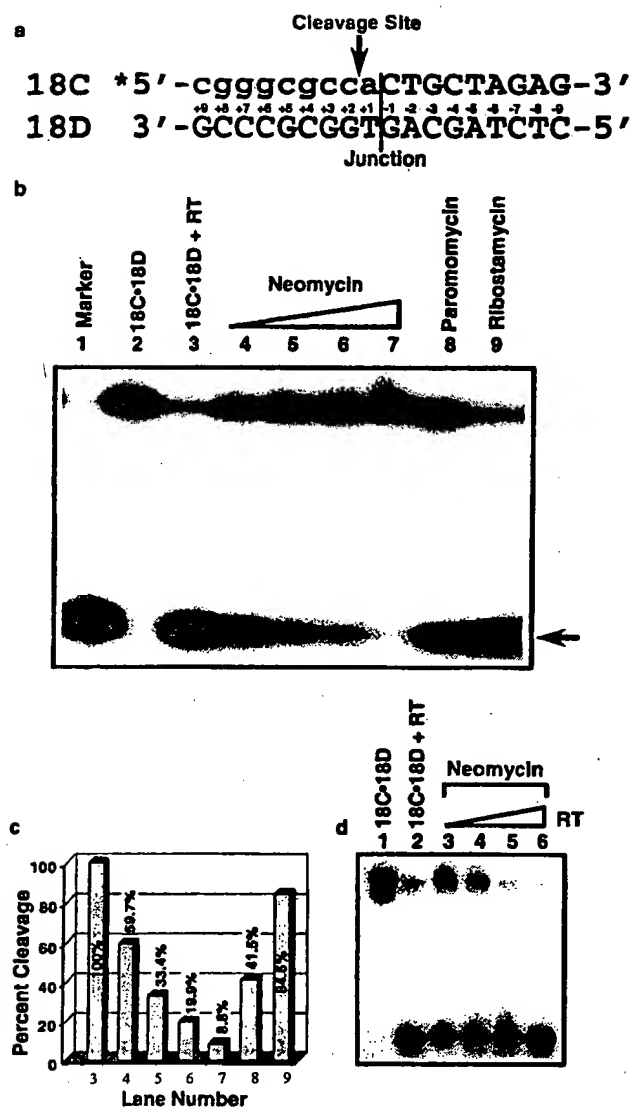 a
Cleavage Site
18C *5'-cgggcgccaCTGCTAGAG-3'
+9 +8 +7 +6 +5 +4 +3 +2 +1 -1 -2 -3 -4 -5 -6 -7 -8 -9
18D 3'-GCCCGCGGTGACGATCTC-5'
Junction
b
1 Marker
2 18C•18D
3 18C•18D + RT
Neomycin
4 5 6 7
8 Paromomycin
9 Ribostamycin
c
Percent Cleavage
100
80
60
40
20
0
100%
59.7%
33.4%
19.9%
8.8%
41.5%
84.6%
3 4 5 6 7 8 9
Lane Number
d
1 18C•18D
2 18C•18D + RT
Neomycin
RT
3 4 5 6